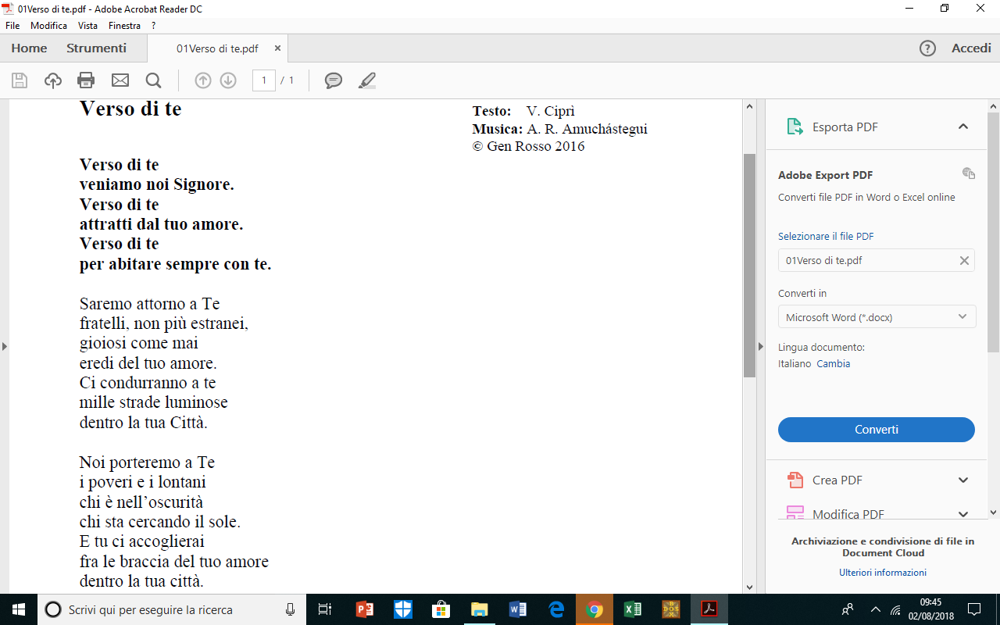 01Verso di te.pdf - Adobe Acrobat Reader DC
File Modifica Vista Finestra ?
Home Strumenti 01Verso di te.pdf × ? Accedi
1 / 1
Verso di te
Testo: V. Ciprì
Musica: A. R. Amuchástegui
© Gen Rosso 2016
Verso di te
veniamo noi Signore.
Verso di te
attratti dal tuo amore.
Verso di te
per abitare sempre con te.
Saremo attorno a Te
fratelli, non più estranei,
gioiosi come mai
eredi del tuo amore.
Ci condurranno a te
mille strade luminose
dentro la tua Città.
Noi porteremo a Te
i poveri e i lontani
chi è nell’oscurità
chi sta cercando il sole.
E tu ci accoglierai
fra le braccia del tuo amore
dentro la tua città.
Esporta PDF
Adobe Export PDF
Converti file PDF in Word o Excel online
Selezionare il file PDF
01Verso di te.pdf
Converti in
Microsoft Word (*.docx)
Lingua documento:
Italiano Cambia
Converti
Crea PDF
Modifica PDF
Archiviazione e condivisione di file in
Document Cloud
Ulteriori informazioni
Scrivi qui per eseguire la ricerca
09:45
02/08/2018